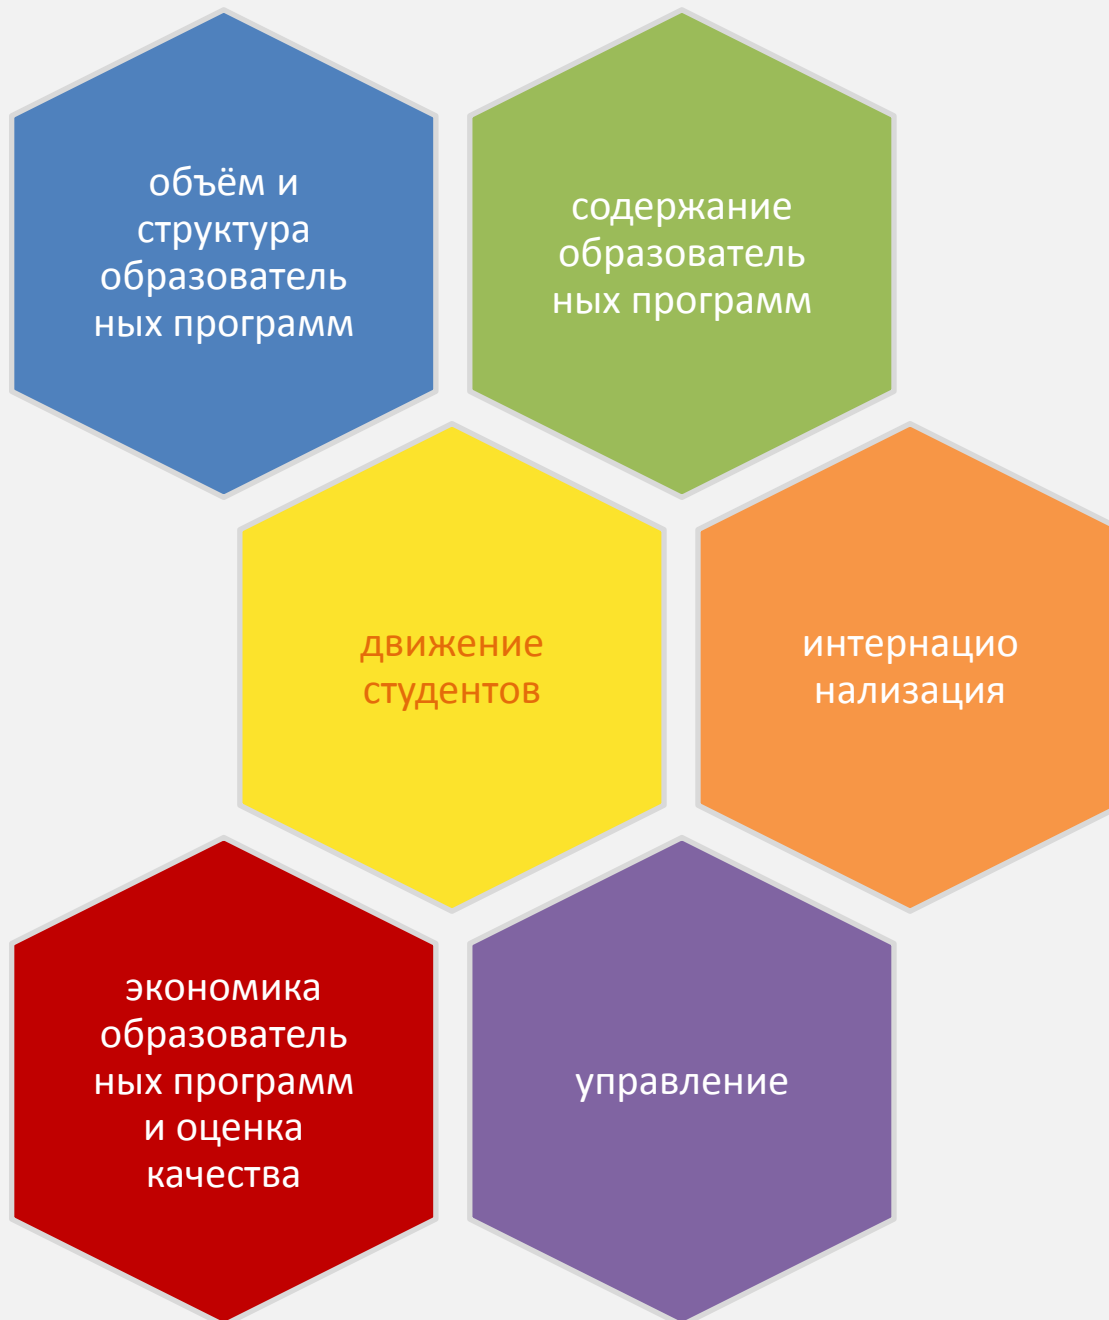 объём и
структура
образователь
ных программ
содержание
образователь
ных программ
движение
студентов
интернацио
нализация
экономика
образователь
ных программ
и оценка
качества
управление